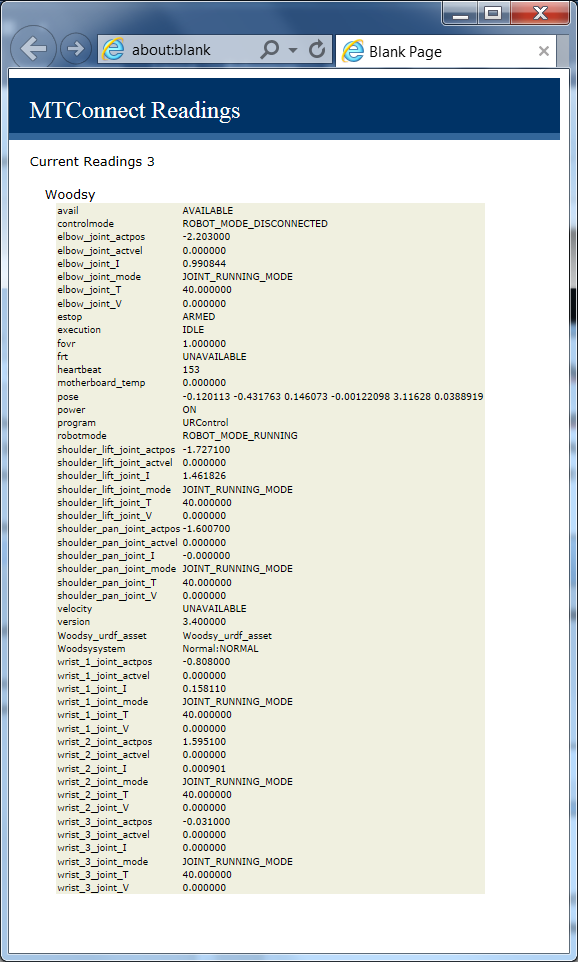 about:blank
Blank Page
MTConnect Readings
Current Readings 3
Woodsy
avail AVAILABLE
controlmode ROBOT_MODE_DISCONNECTED
elbow_joint_actpos -2.203000
elbow_joint_actvel 0.000000
elbow_joint_I 0.990844
elbow_joint_mode JOINT_RUNNING_MODE
elbow_joint_T 40.000000
elbow_joint_V 0.000000
estop ARMED
execution IDLE
fovr 1.000000
frt UNAVAILABLE
heartbeat 153
motherboard_temp 0.000000
pose -0.120113 -0.431763 0.146073 -0.00122098 3.11628 0.0388919
power ON
program URControl
robotmode ROBOT_MODE_RUNNING
shoulder_lift_joint_actpos -1.727100
shoulder_lift_joint_actvel 0.000000
shoulder_lift_joint_I 1.461826
shoulder_lift_joint_mode JOINT_RUNNING_MODE
shoulder_lift_joint_T 40.000000
shoulder_lift_joint_V 0.000000
shoulder_pan_joint_actpos -1.600700
shoulder_pan_joint_actvel 0.000000
shoulder_pan_joint_I -0.000000
shoulder_pan_joint_mode JOINT_RUNNING_MODE
shoulder_pan_joint_T 40.000000
shoulder_pan_joint_V 0.000000
velocity UNAVAILABLE
version 3.400000
Woodsy_urdf_asset Woodsy_urdf_asset
Woodsysystem Normal:NORMAL
wrist_1_joint_actpos -0.808000
wrist_1_joint_actvel 0.000000
wrist_1_joint_I 0.158110
wrist_1_joint_mode JOINT_RUNNING_MODE
wrist_1_joint_T 40.000000
wrist_1_joint_V 0.000000
wrist_2_joint_actpos 1.595100
wrist_2_joint_actvel 0.000000
wrist_2_joint_I 0.000901
wrist_2_joint_mode JOINT_RUNNING_MODE
wrist_2_joint_T 40.000000
wrist_2_joint_V 0.000000
wrist_3_joint_actpos -0.031000
wrist_3_joint_actvel 0.000000
wrist_3_joint_I 0.000000
wrist_3_joint_mode JOINT_RUNNING_MODE
wrist_3_joint_T 40.000000
wrist_3_joint_V 0.000000